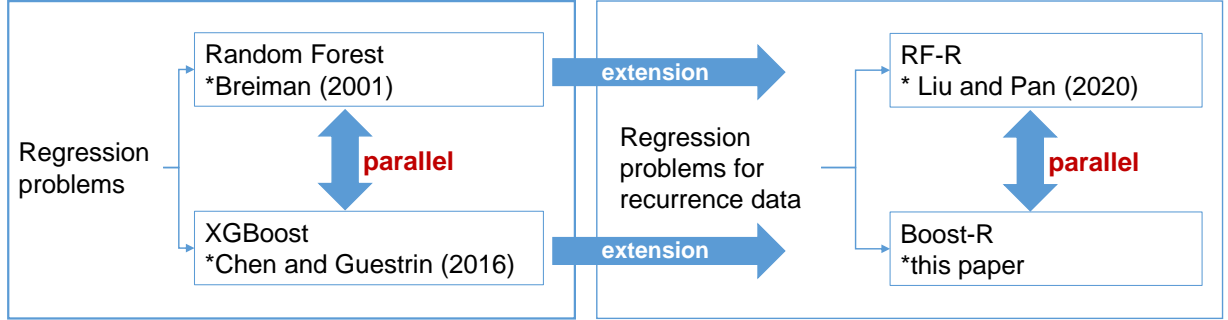 Regression
problems
Random Forest
*Breiman (2001)
parallel
XGBoost
*Chen and Guestrin (2016)
extension
extension
Regression
problems for
recurrence data
RF-R
* Liu and Pan (2020)
parallel
Boost-R
*this paper